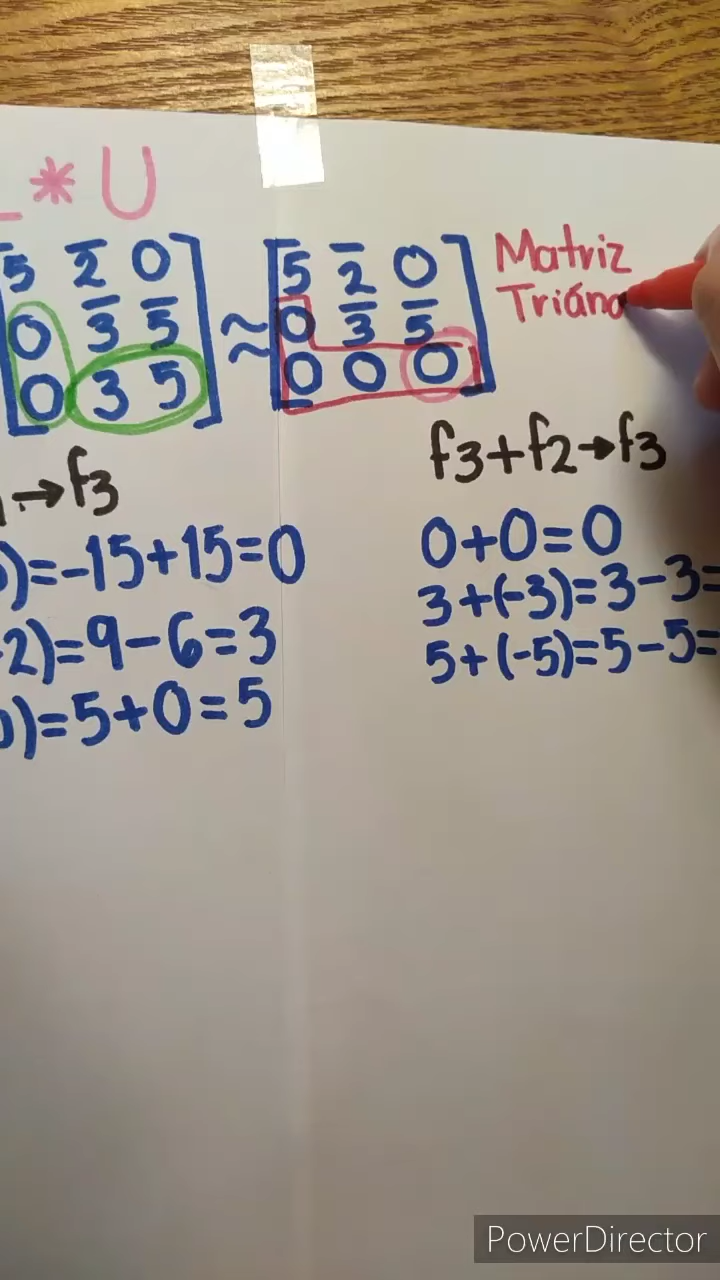 * U
5 -2 0
0 -3 -5
0 3 5
≈
5 -2 0
0 -3 -5
0 0 0
Matriz
Triáng
→f3
)=-15+15=0
2)=9-6=3
)=5+0=5
f3+f2→f3
0+0=0
3+(-3)=3-3=
5+(-5)=5-5=
PowerDirector